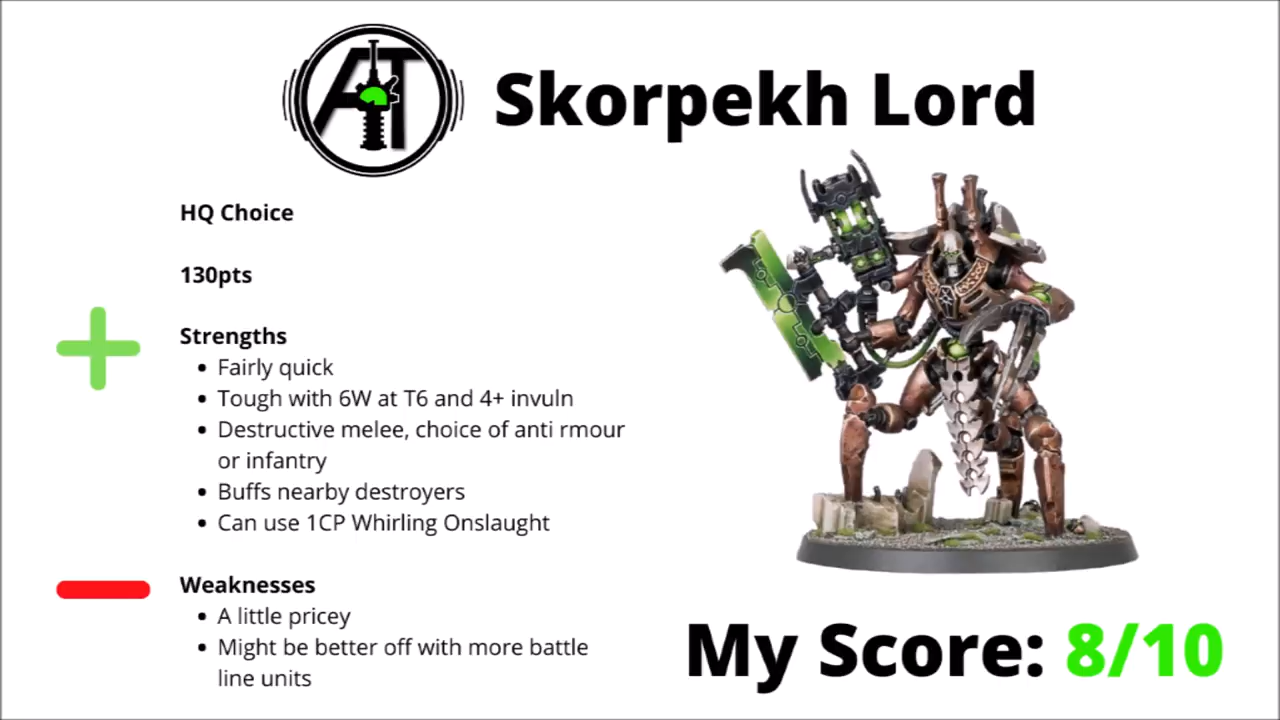 AT
Skorpekh Lord
HQ Choice
130pts
Strengths
• Fairly quick
• Tough with 6W at T6 and 4+ invuln
• Destructive melee, choice of anti rmour
or infantry
• Buffs nearby destroyers
• Can use 1CP Whirling Onslaught
Weaknesses
• A little pricey
• Might be better off with more battle
line units
My Score: 8/10